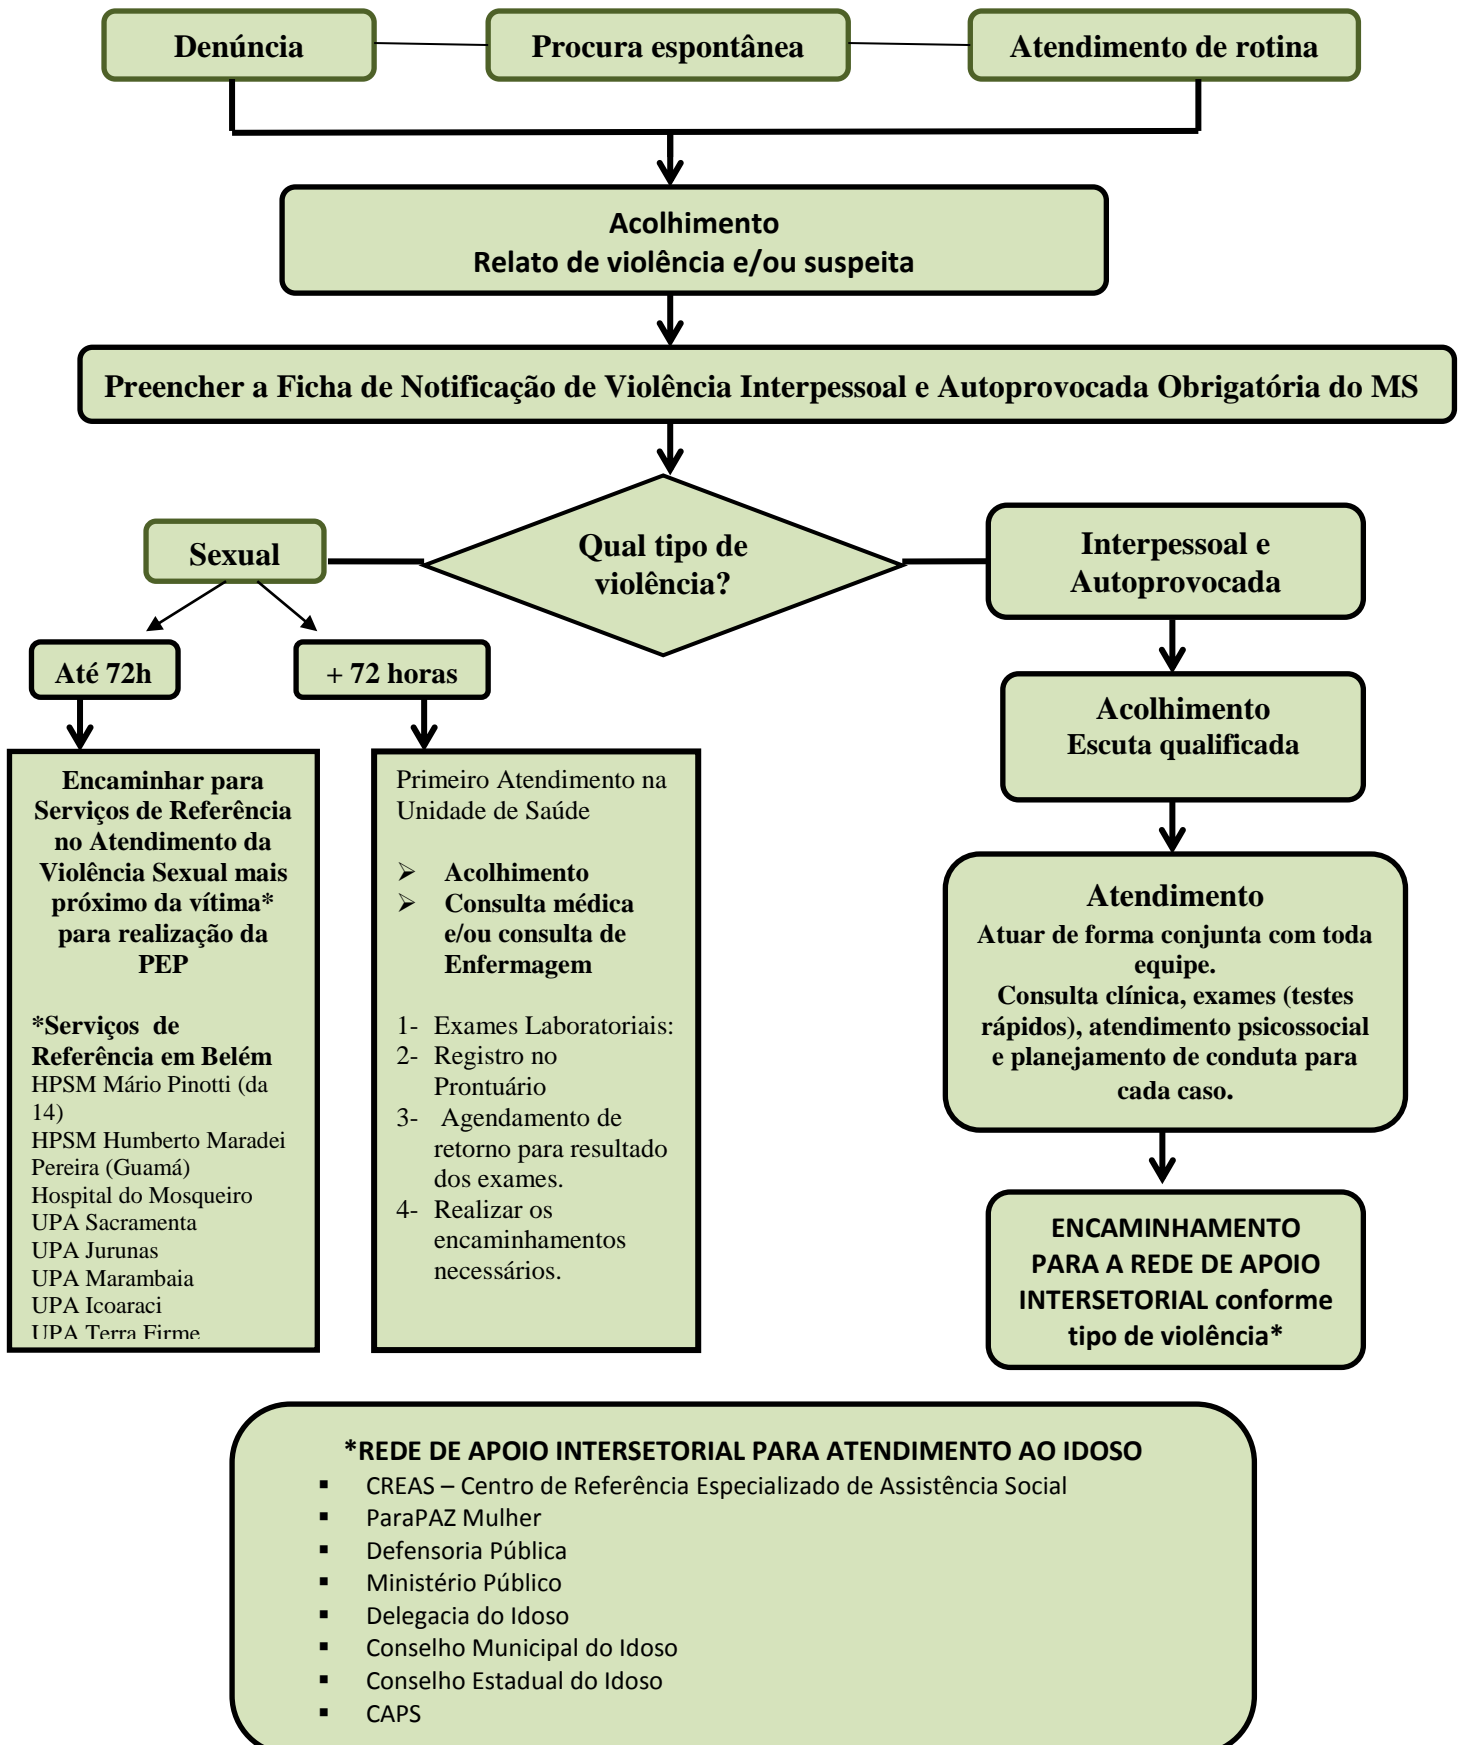 Denúncia
Procura espontânea
Atendimento de rotina
Acolhimento
Relato de violência e/ou suspeita
Preencher a Ficha de Notificação de Violência Interpessoal e Autoprovocada Obrigatória do MS
Qual tipo de
violência?
Sexual
Interpessoal e
Autoprovocada
Até 72h
+ 72 horas
Encaminhar para
Serviços de Referência
no Atendimento da
Violência Sexual mais
próximo da vítima*
para realização da
PEP
*Serviços de
Referência em Belém
HPSM Mário Pinotti (da
14)
HPSM Humberto Maradei
Pereira (Guamá)
Hospital do Mosqueiro
UPA Sacramenta
UPA Jurunas
UPA Marambaia
UPA Icoaraci
UPA Terra Firme
Primeiro Atendimento na
Unidade de Saúde
➢ Acolhimento
➢ Consulta médica
e/ou consulta de
Enfermagem
1- Exames Laboratoriais:
2- Registro no
Prontuário
3- Agendamento de
retorno para resultado
dos exames.
4- Realizar os
encaminhamentos
necessários.
Acolhimento
Escuta qualificada
Atendimento
Atuar de forma conjunta com toda
equipe.
Consulta clínica, exames (testes
rápidos), atendimento psicossocial
e planejamento de conduta para
cada caso.
ENCAMINHAMENTO
PARA A REDE DE APOIO
INTERSETORIAL conforme
tipo de violência*
*REDE DE APOIO INTERSETORIAL PARA ATENDIMENTO AO IDOSO
▪ CREAS – Centro de Referência Especializado de Assistência Social
▪ ParaPAZ Mulher
▪ Defensoria Pública
▪ Ministério Público
▪ Delegacia do Idoso
▪ Conselho Municipal do Idoso
▪ Conselho Estadual do Idoso
▪ CAPS